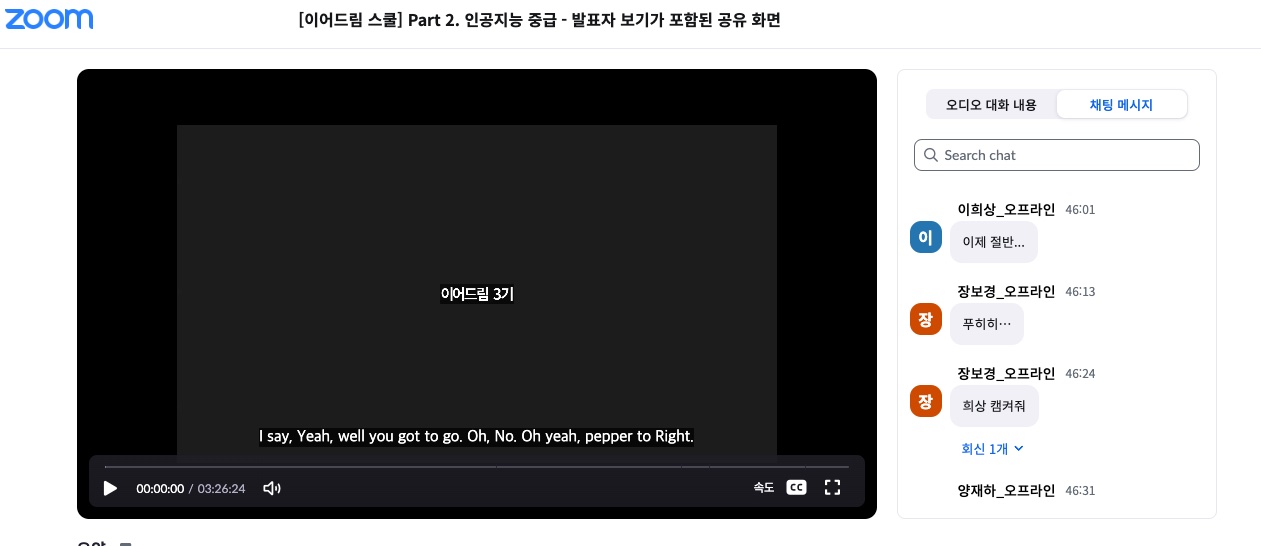 zoom
[이어드림 스쿨] Part 2. 인공지능 중급 - 발표자 보기가 포함된 공유 화면
이어드림 3기
I say, Yeah, well you got to go. Oh, No. Oh yeah, pepper to Right.
00:00:00 / 03:26:24
속도
CC
오디오 대화 내용
채팅 메시지
Search chat
이희상_오프라인 46:01
이
이제 절반...
장보경_오프라인 46:13
장
푸히히…
장보경_오프라인 46:24
장
희상 캠켜줘
회신 1개
양재하_오프라인 46:31